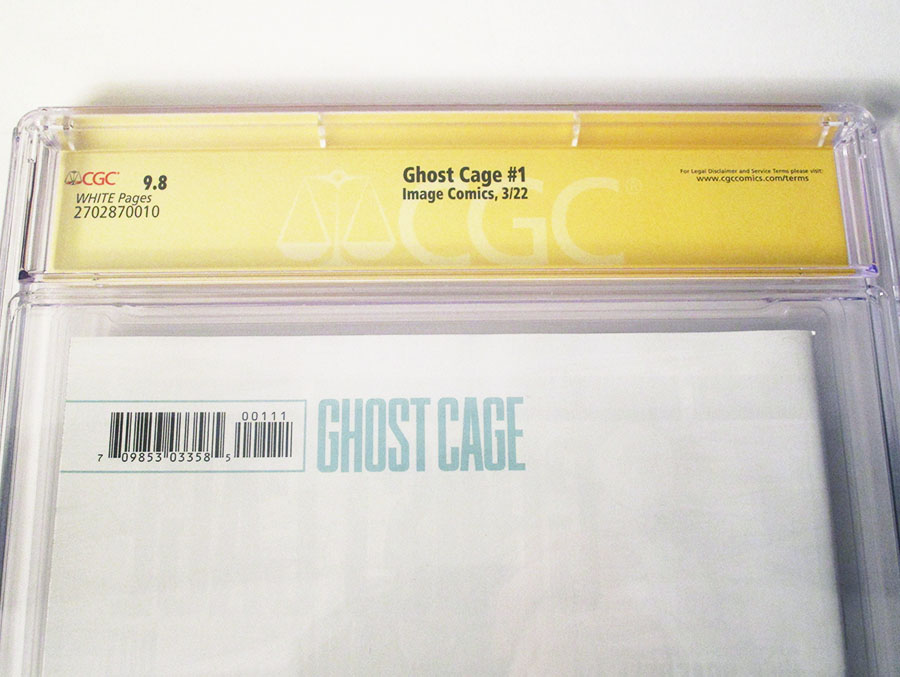 CGC 9.8
WHITE Pages
2702870010
Ghost Cage #1
Image Comics, 3/22
For Legal Disclaimer and Service Terms please visit:
www.cgccomics.com/terms
CGC®
00111
7 09853 03358 5
GHOST CAGE